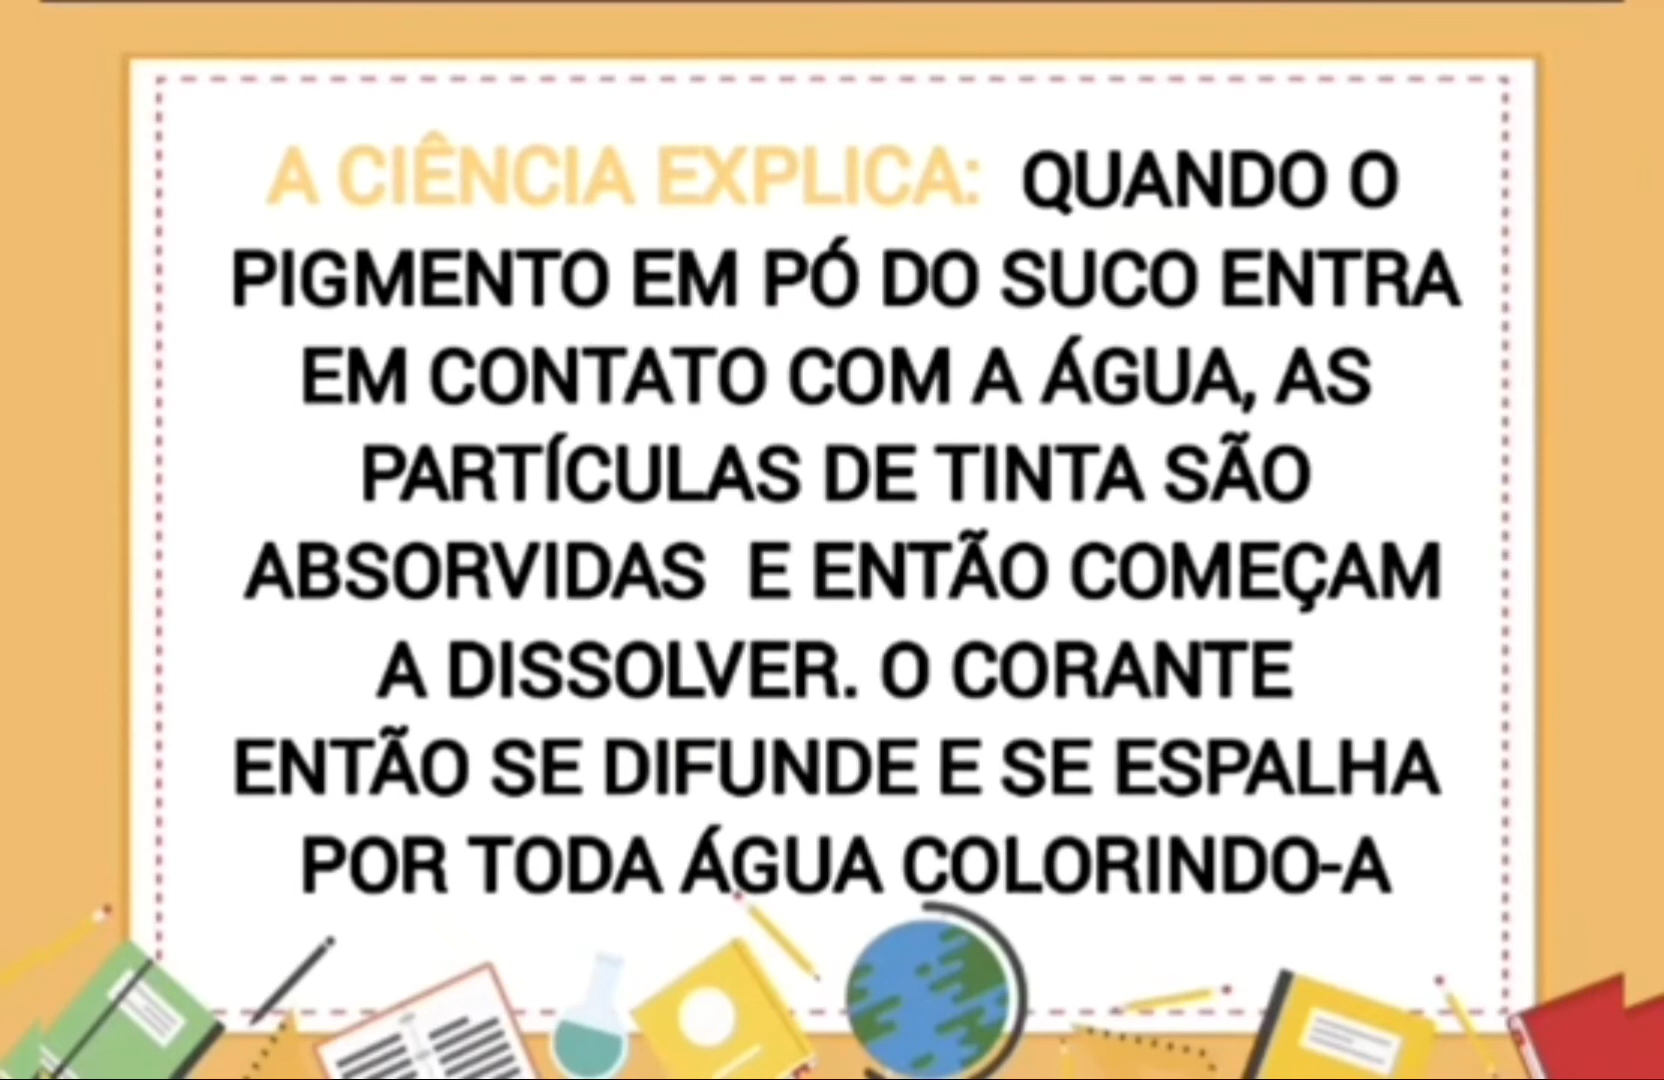 A CIÊNCIA EXPLICA: QUANDO O
PIGMENTO EM PÓ DO SUCO ENTRA
EM CONTATO COM A ÁGUA, AS
PARTÍCULAS DE TINTA SÃO
ABSORVIDAS E ENTÃO COMEÇAM
A DISSOLVER. O CORANTE
ENTÃO SE DIFUNDE E SE ESPALHA
POR TODA ÁGUA COLORINDO-A